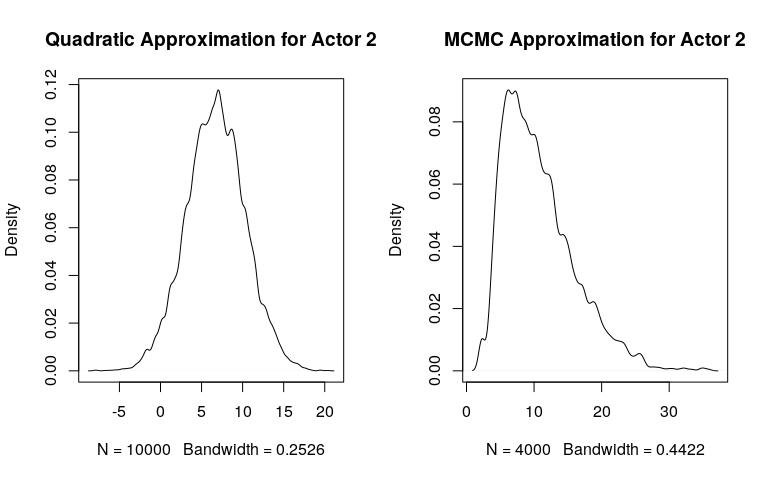 Quadratic Approximation for Actor 2
Density
0.00 0.02 0.04 0.06 0.08 0.10 0.12
-5 0 5 10 15 20
N = 10000 Bandwidth = 0.2526
MCMC Approximation for Actor 2
Density
0.00 0.02 0.04 0.06 0.08
0 10 20 30
N = 4000 Bandwidth = 0.4422